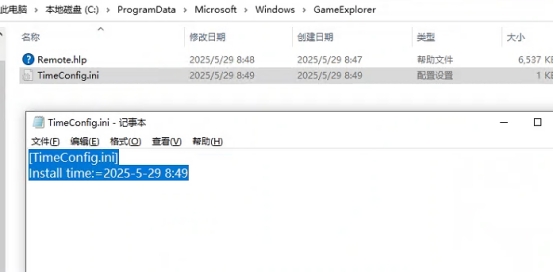 此电脑 › 本地磁盘 (C:) › ProgramData › Microsoft › Windows › GameExplorer
名称 修改日期 创建日期 类型 大小
Remote.hlp 2025/5/29 8:48 2025/5/29 8:47 帮助文件 6,537 KB
TimeConfig.ini 2025/5/29 8:49 2025/5/29 8:49 配置设置 1 KB
TimeConfig.ini - 记事本
文件(F) 编辑(E) 格式(O) 查看(V) 帮助(H)
[TimeConfig.ini]
Install time:=2025-5-29 8:49